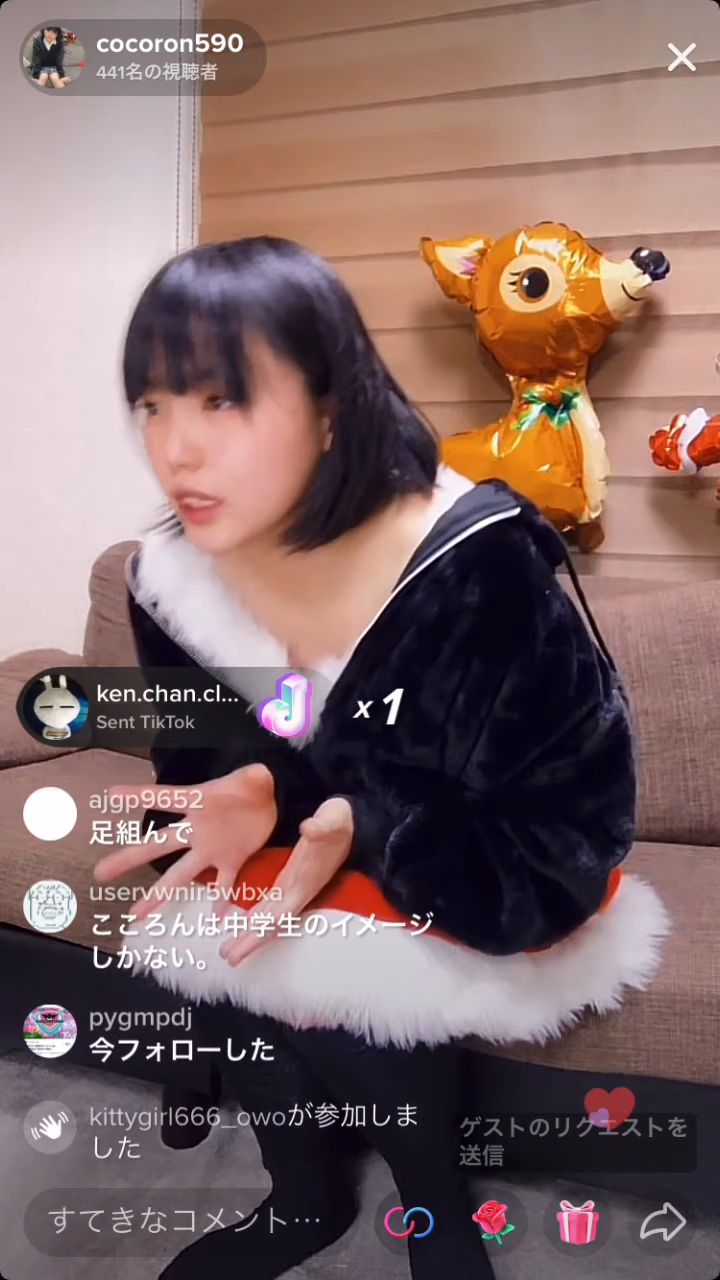 cocoron590
441名の視聴者
ken.chan.cl...
Sent TikTok
x 1
ajgp9652
足組んで
uservwnir5wbxa
こころんは中学生のイメージ
しかない。
pygmpdj
今フォローした
kittygirl666_owoが参加しま
した
ゲストのリクエストを
送信
すてきなコメント…